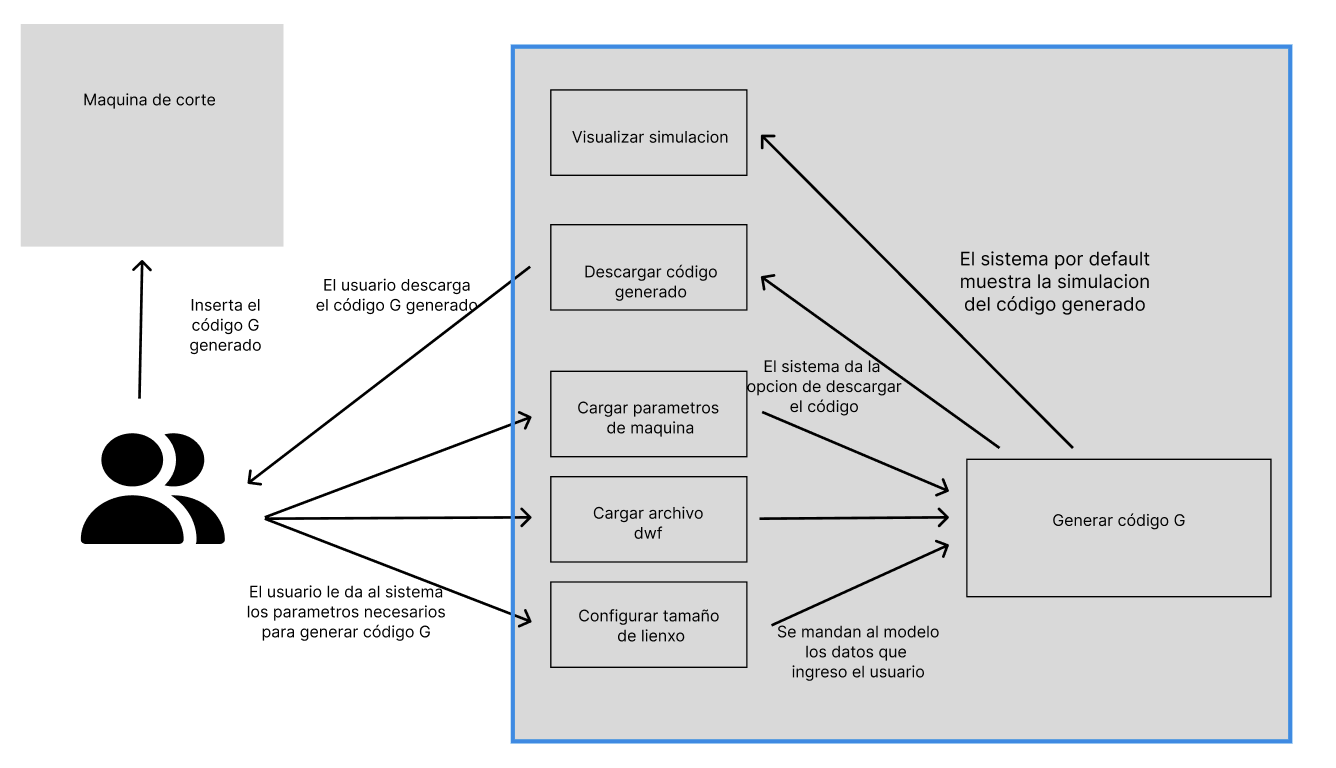 Maquina de corte
Inserta el
código G
generado
El usuario descarga
el código G generado
El usuario le da al sistema
los parametros necesarios
para generar código G
Visualizar simulacion
Descargar código
generado
Cargar parametros
de maquina
Cargar archivo
dwf
Configurar tamaño
de lienxo
El sistema por default
muestra la simulacion
del código generado
El sistema da la
opcion de descargar
el código
Se mandan al modelo
los datos que
ingreso el usuario
Generar código G